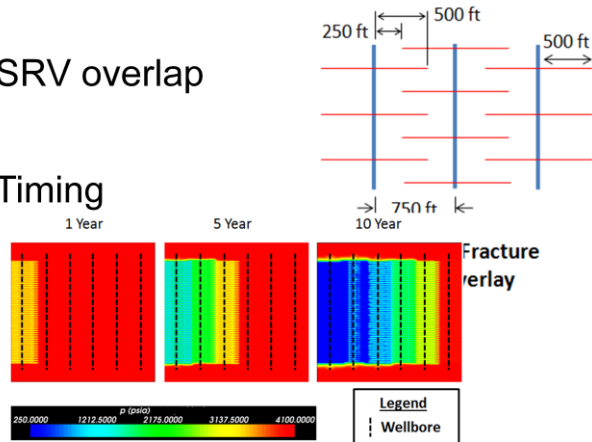 500 ft
250 ft
500 ft
SRV overlap
750 ft
Timing
1 Year
5 Year
10 Year
Fracture
verlay
p (psia)
250.0000 1212.5000 2175.0000 3137.5000 4100.0000
Legend
Wellbore